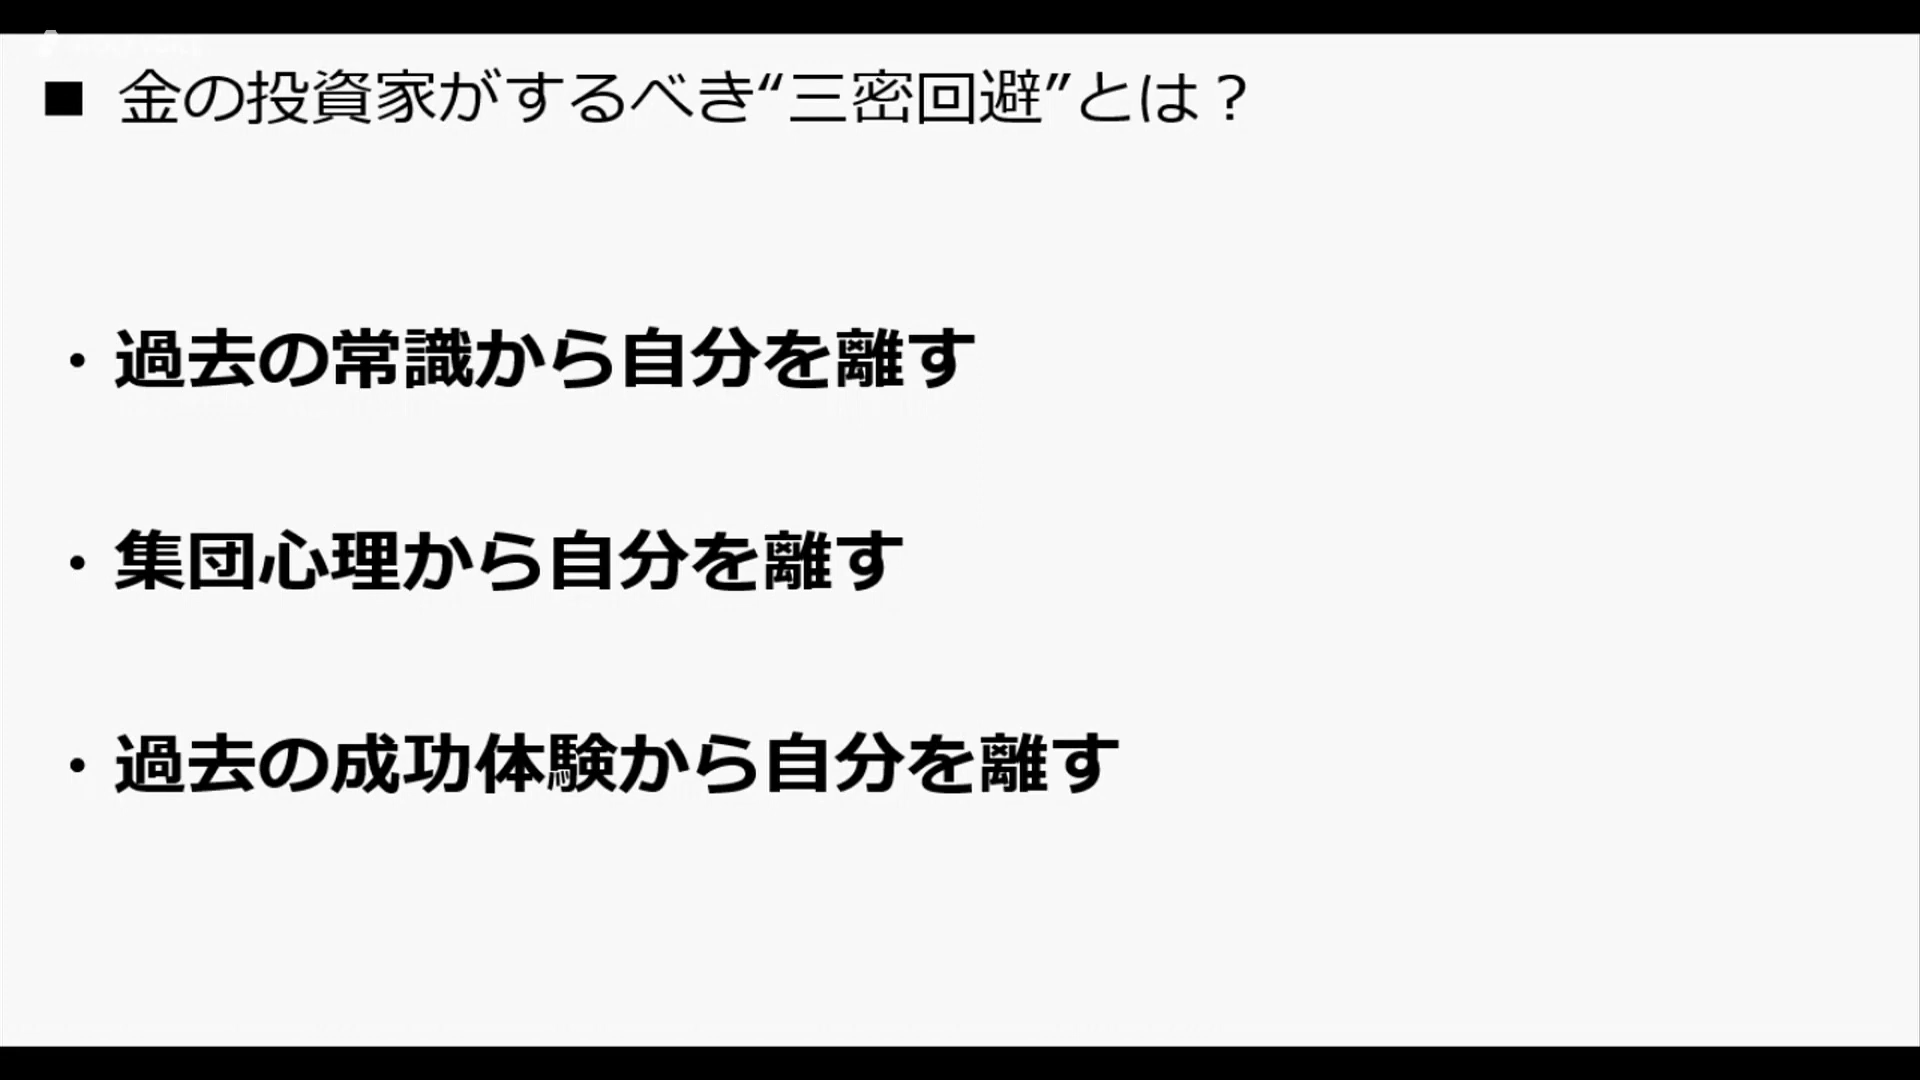 ■ 金の投資家がするべき“三密回避”とは？
・過去の常識から自分を離す
・集団心理から自分を離す
・過去の成功体験から自分を離す